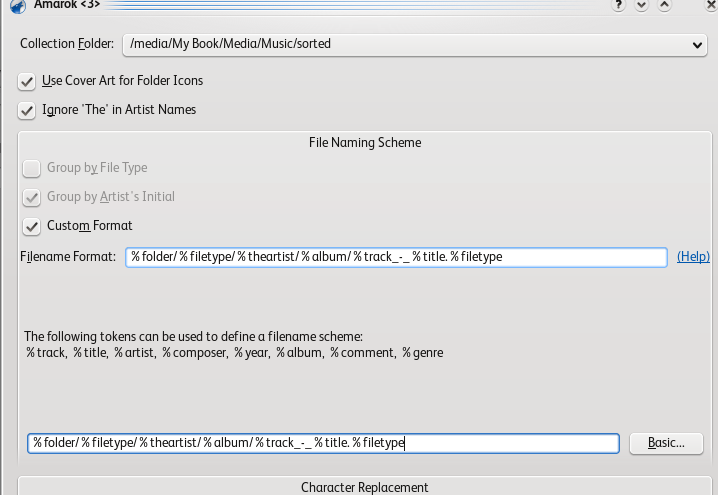 Amarok <3>
Collection Folder: /media/My Book/Media/Music/sorted
Use Cover Art for Folder Icons
Ignore 'The' in Artist Names
File Naming Scheme
Group by File Type
Group by Artist's Initial
Custom Format
Filename Format: %folder/%filetype/%theartist/%album/%track_-_%title.%filetype (Help)
The following tokens can be used to define a filename scheme:
%track, %title, %artist, %composer, %year, %album, %comment, %genre
%folder/%filetype/%theartist/%album/%track_-_%title.%filetype Basic...
Character Replacement